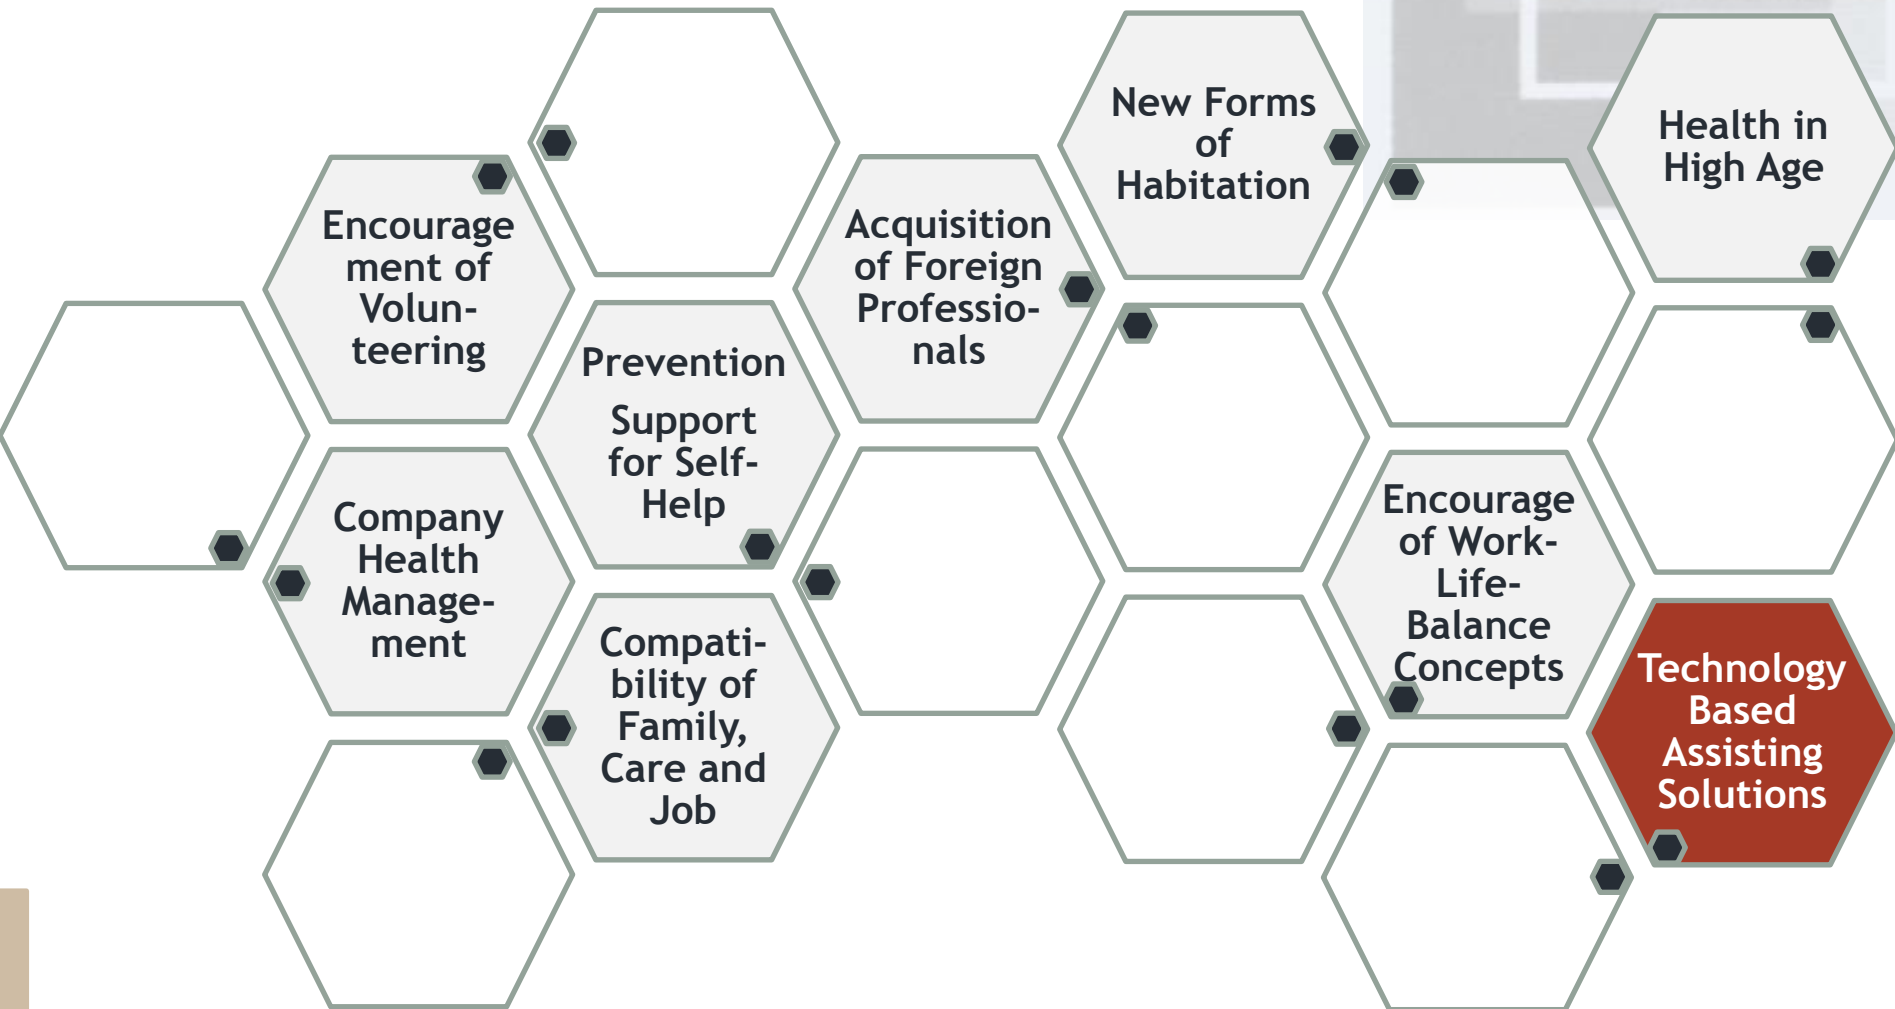 Encourage
ment of
Volun-
teering
Company
Health
Manage-
ment
Prevention
Support
for Self-
Help
Compati-
bility of
Family,
Care and
Job
Acquisition
of Foreign
Professio-
nals
New Forms
of
Habitation
Encourage
of Work-
Life-
Balance
Concepts
Health in
High Age
Technology
Based
Assisting
Solutions